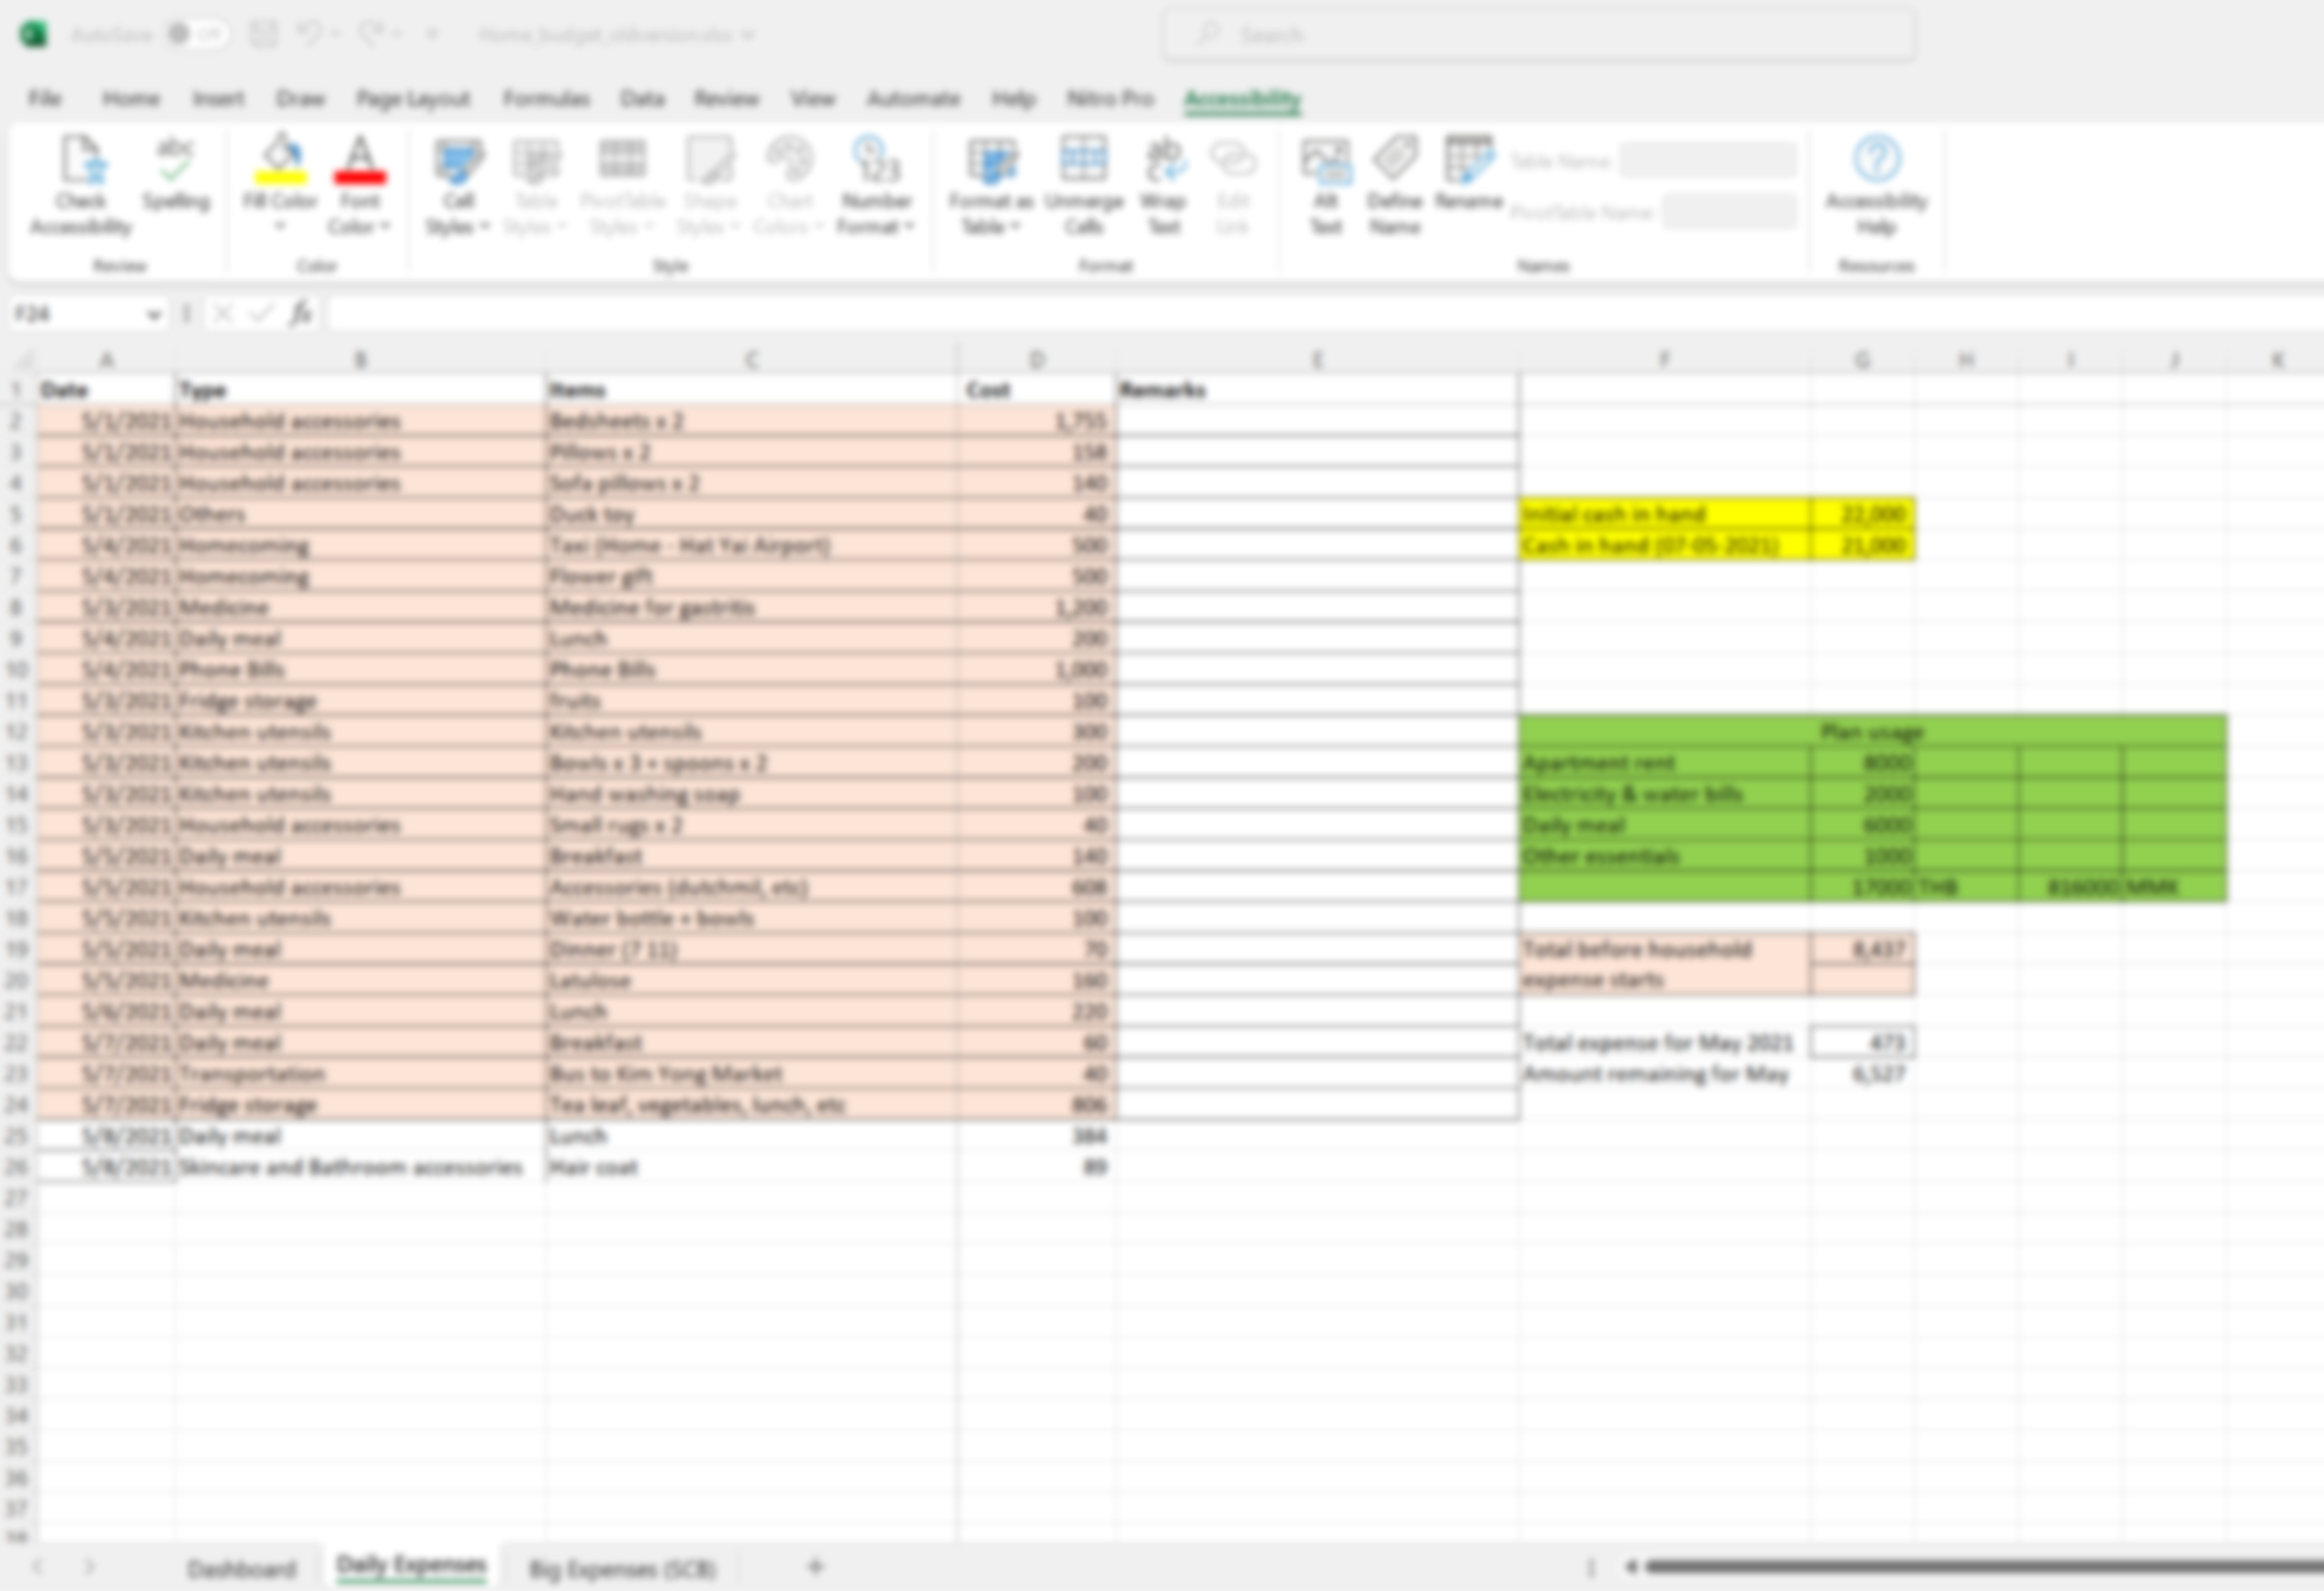 AutoSave Off Home_budget_oldversion.xlsx Search
File Home Insert Draw Page Layout Formulas Data Review View Automate Help Nitro Pro Accessibility
Check Accessibility Spelling Fill Color Font Color Cell Styles Table Styles PivotTable Styles Shape Styles Chart Colors Number Format Format as Table Unmerge Cells Wrap Text Edit Link Alt Text Define Name Rename Table Name: PivotTable Name: Accessibility Help
Review Color Style Format Names Resources
F24 fx
A B C D E F G H I J K
1 Date Type Items Cost Remarks
2 5/1/2021 Household accessories Bedsheets x 2 1,755
3 5/1/2021 Household accessories Pillows x 2 158
4 5/1/2021 Household accessories Sofa pillows x 2 140
5 5/1/2021 Others Duck toy 40 Initial cash in hand 22,000
6 5/4/2021 Homecoming Taxi (Home - Hat Yai Airport) 500 Cash in hand (07-05-2021) 21,000
7 5/4/2021 Homecoming Flower gift 500
8 5/3/2021 Medicine Medicine for gastritis 1,200
9 5/4/2021 Daily meal Lunch 200
10 5/4/2021 Phone Bills Phone Bills 1,000
11 5/3/2021 Fridge storage fruits 100
12 5/3/2021 Kitchen utensils Kitchen utensils 300 Plan usage
13 5/3/2021 Kitchen utensils Bowls x 3 + spoons x 2 200 Apartment rent 8000
14 5/3/2021 Kitchen utensils Hand washing soap 100 Electricity & water bills 2000
15 5/3/2021 Household accessories Small rugs x 2 40 Daily meal 6000
16 5/5/2021 Daily meal Breakfast 140 Other essentials 1000
17 5/5/2021 Household accessories Accessories (dutchmil, etc) 608 17000 THB 816000 MMK
18 5/5/2021 Kitchen utensils Water bottle + bowls 100
19 5/5/2021 Daily meal Dinner (7 11) 70 Total before household 8,437
20 5/5/2021 Medicine Latulose 160 expense starts
21 5/6/2021 Daily meal Lunch 220
22 5/7/2021 Daily meal Breakfast 60 Total expense for May 2021 473
23 5/7/2021 Transportation Bus to Kim Yong Market 40 Amount remaining for May 6,527
24 5/7/2021 Fridge storage Tea leaf, vegetables, lunch, etc 806
25 5/8/2021 Daily meal Lunch 384
26 5/8/2021 Skincare and Bathroom accessories Hair coat 89
27
28
29
30
31
32
33
34
35
36
37
38
Dashboard Daily Expenses Big Expenses (SCB)